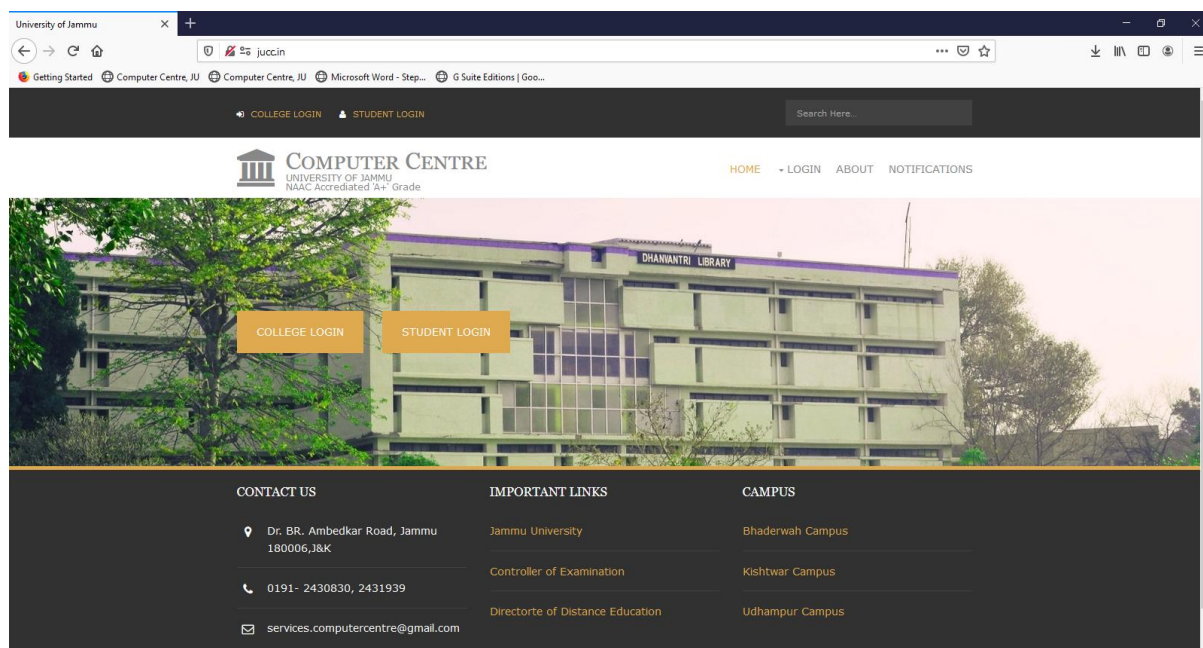 University of Jammu
jucc.in
Getting Started Computer Centre, JU Computer Centre, JU Microsoft Word - Step... G Suite Editions | Goo...
COLLEGE LOGIN STUDENT LOGIN Search Here...
COMPUTER CENTRE
UNIVERSITY OF JAMMU
NAAC Accrediated 'A+' Grade
HOME LOGIN ABOUT NOTIFICATIONS
DHANVANTRI LIBRARY
COLLEGE LOGIN STUDENT LOGIN
CONTACT US
Dr. BR. Ambedkar Road, Jammu
180006,J&K
0191- 2430830, 2431939
services.computercentre@gmail.com
IMPORTANT LINKS
Jammu University
Controller of Examination
Directorte of Distance Education
CAMPUS
Bhaderwah Campus
Kishtwar Campus
Udhampur Campus